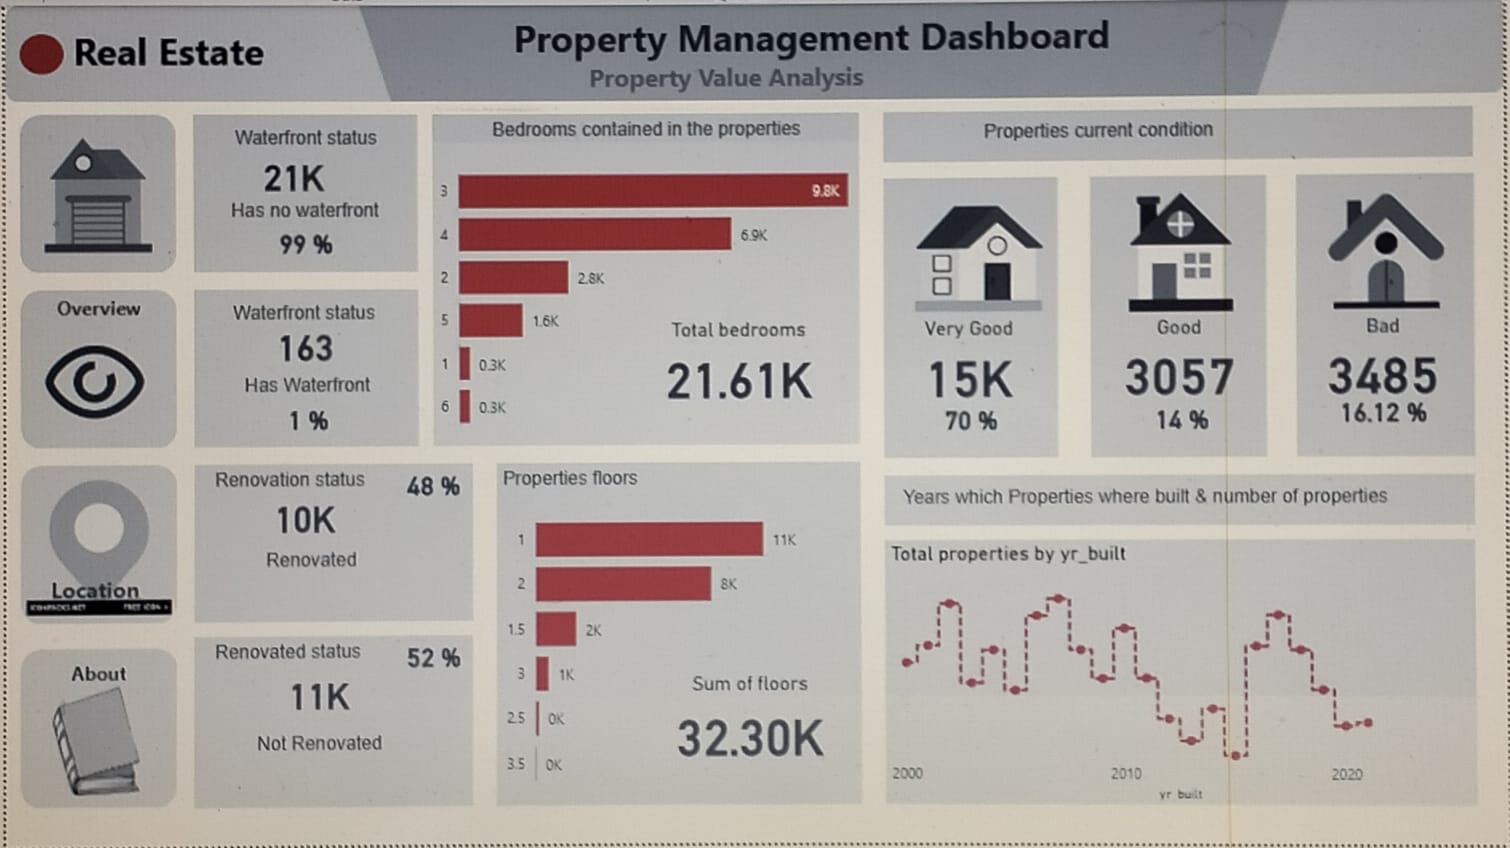 Real Estate
Property Management Dashboard
Property Value Analysis
Waterfront status
21K
Has no waterfront
99 %
Overview
Waterfront status
163
Has Waterfront
1 %
Location
FREE ICON
Renovation status
48 %
10K
Renovated
About
Renovated status
52 %
11K
Not Renovated
Bedrooms contained in the properties
3 9.8K
4 6.9K
2 2.8K
5 1.6K
1 0.3K
6 0.3K
Total bedrooms
21.61K
Properties floors
1 11K
2 8K
1.5 2K
3 1K
2.5 0K
3.5 0K
Sum of floors
32.30K
Properties current condition
Very Good
15K
70 %
Good
3057
14 %
Bad
3485
16.12 %
Years which Properties where built & number of properties
Total properties by yr_built
2000 2010 2020
yr built